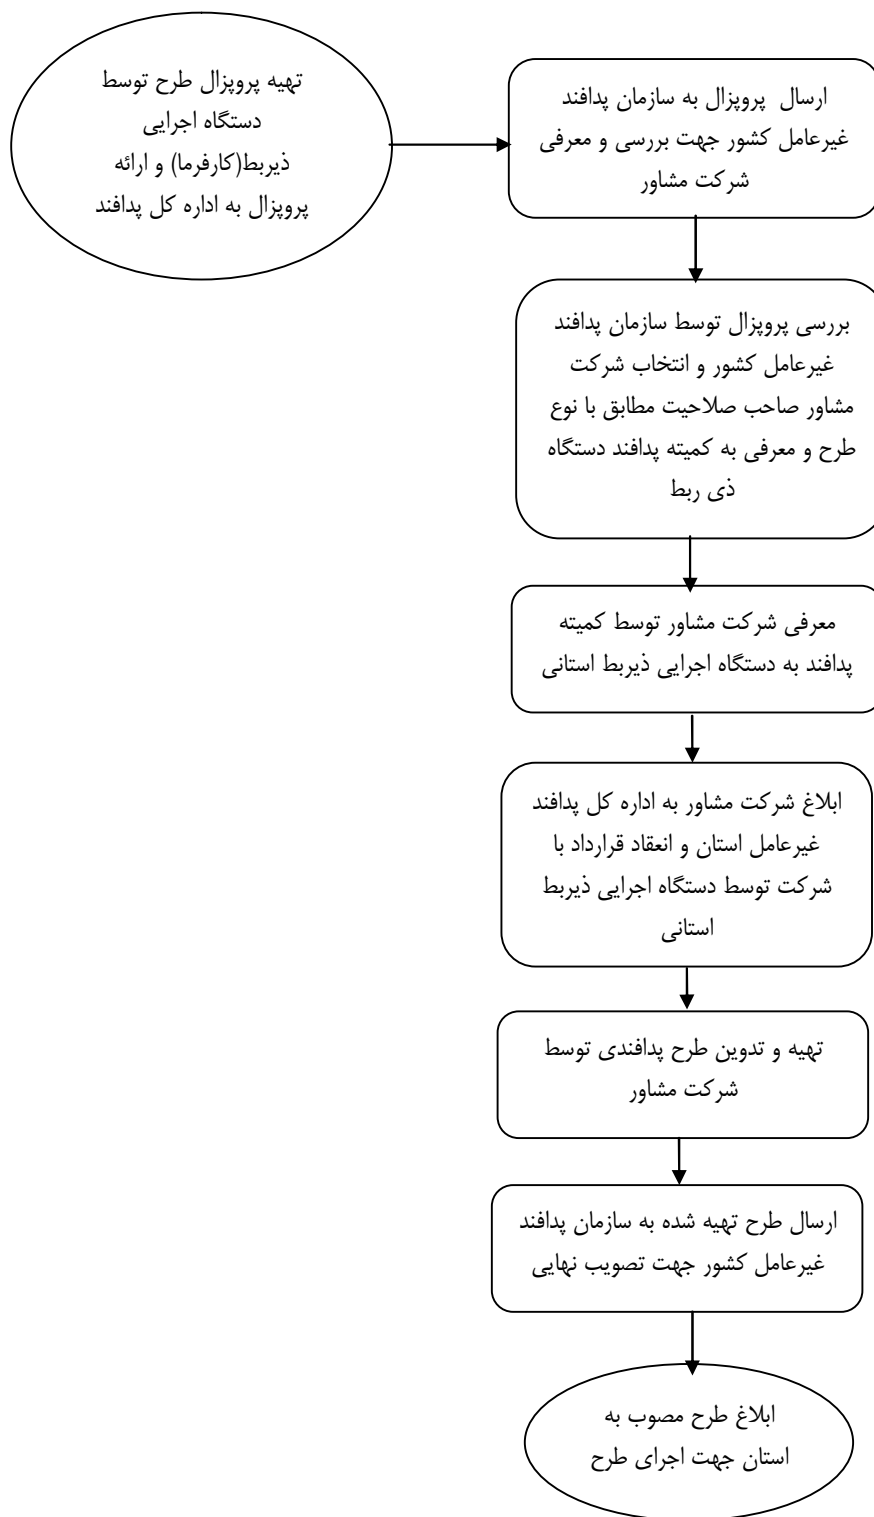 تهیه پروپزال طرح توسط
دستگاه اجرایی
ذیربط(کارفرما) و ارائه
پروپزال به اداره کل پدافند
ارسال پروپزال به سازمان پدافند
غیرعامل کشور جهت بررسی و معرفی
شرکت مشاور
بررسی پروپزال توسط سازمان پدافند
غیرعامل کشور و انتخاب شرکت
مشاور صاحب صلاحیت مطابق با نوع
طرح و معرفی به کمیته پدافند دستگاه
ذی ربط
معرفی شرکت مشاور توسط کمیته
پدافند به دستگاه اجرایی ذیربط استانی
ابلاغ شرکت مشاور به اداره کل پدافند
غیرعامل استان و انعقاد قرارداد با
شرکت توسط دستگاه اجرایی ذیربط
استانی
تهیه و تدوین طرح پدافندی توسط
شرکت مشاور
ارسال طرح تهیه شده به سازمان پدافند
غیرعامل کشور جهت تصویب نهایی
ابلاغ طرح مصوب به
استان جهت اجرای طرح